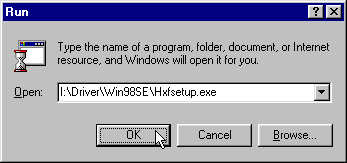 Run
Type the name of a program, folder, document, or Internet
resource, and Windows will open it for you.
Open: I:\Driver\Win98SE\Hxfsetup.exe
OK Cancel Browse...